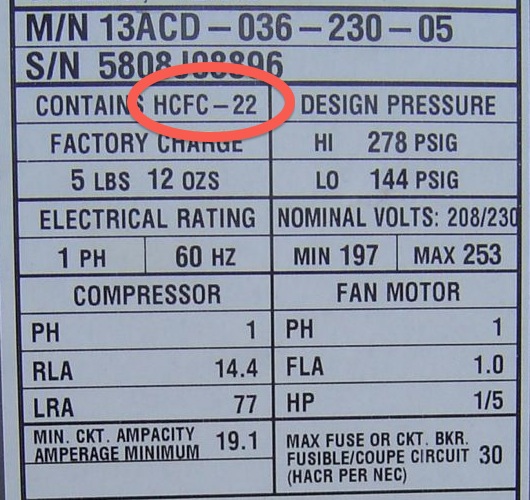 M/N 13ACD-036-230-05
S/N 5808J08896
CONTAINS HCFC-22
DESIGN PRESSURE
FACTORY CHARGE
HI 278 PSIG
5 LBS 12 OZS
LO 144 PSIG
ELECTRICAL RATING
NOMINAL VOLTS: 208/230
1 PH 60 HZ
MIN 197 MAX 253
COMPRESSOR
FAN MOTOR
PH 1
PH 1
RLA 14.4
FLA 1.0
LRA 77
HP 1/5
MIN. CKT. AMPACITY
AMPERAGE MINIMUM 19.1
MAX FUSE OR CKT. BKR.
FUSIBLE/COUPE CIRCUIT 30
(HACR PER NEC)